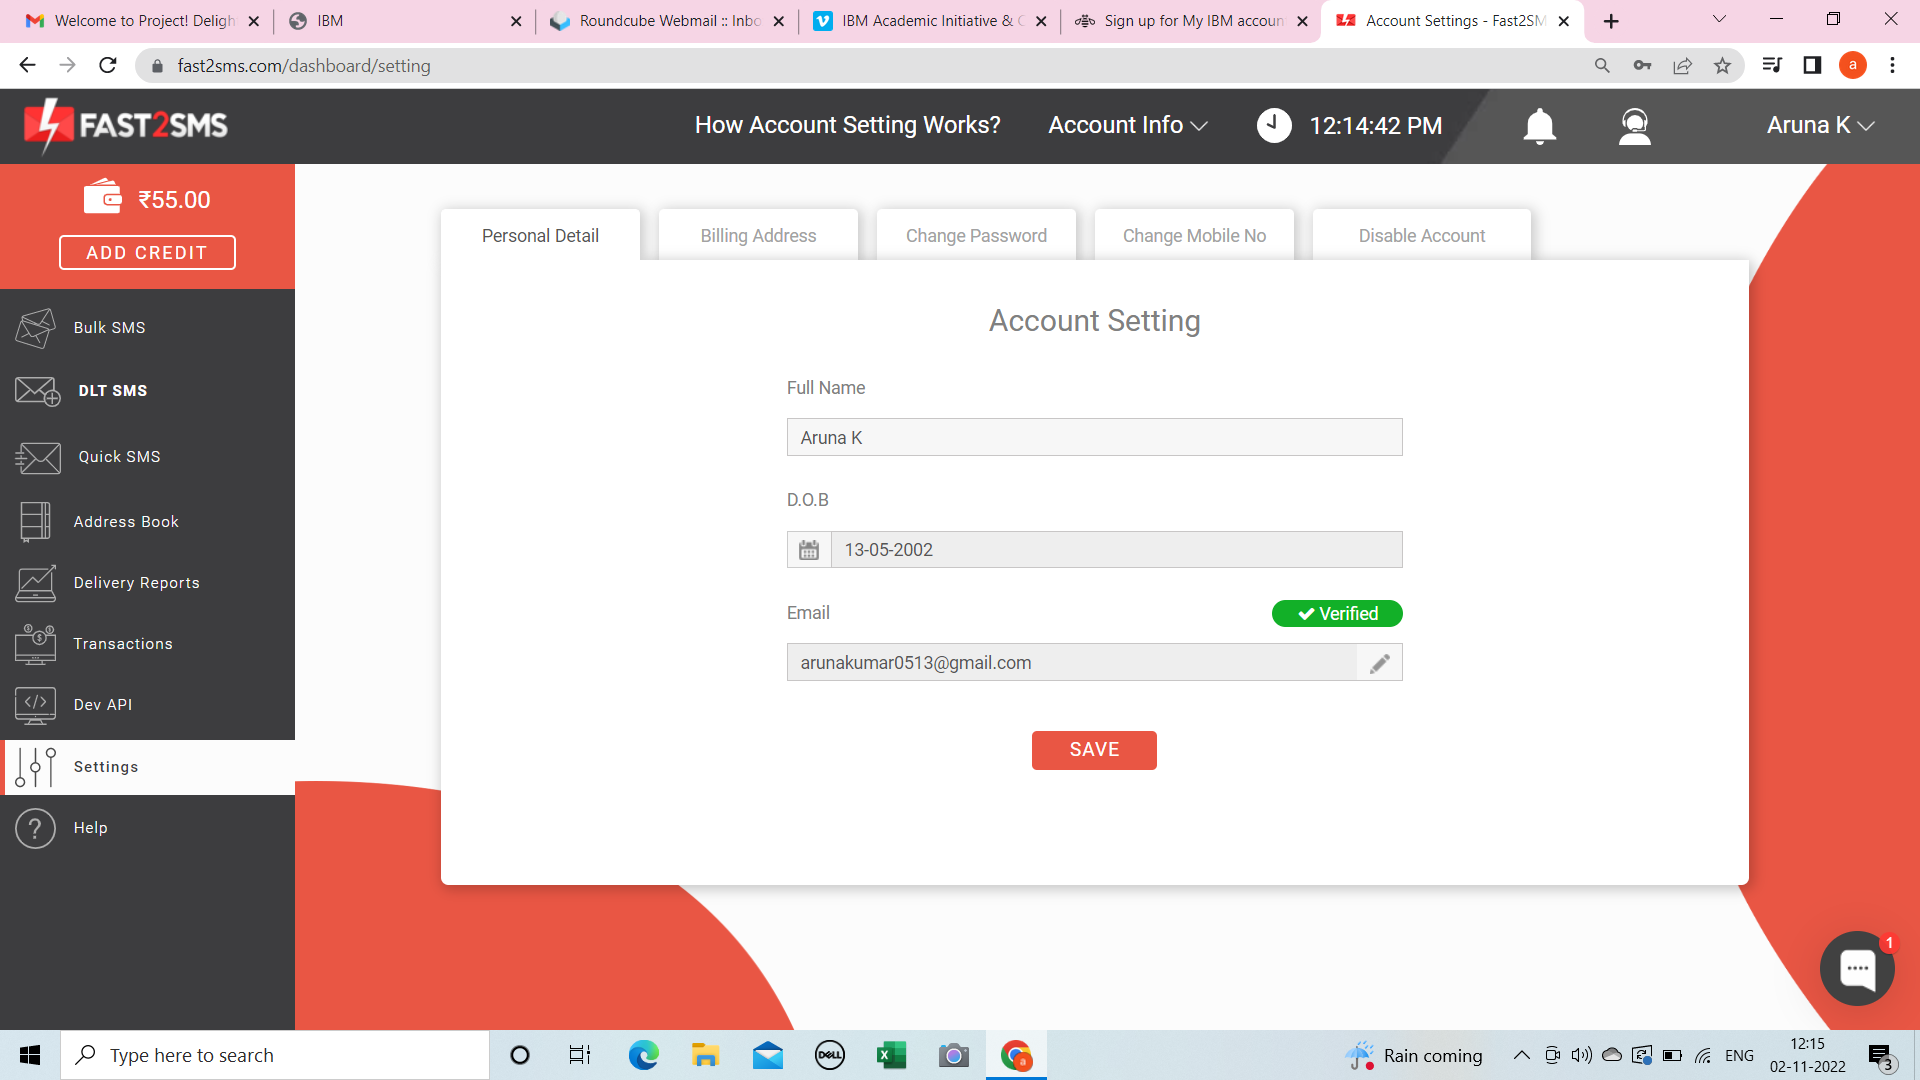 Welcome to Project! Deligh
IBM
Roundcube Webmail :: Inbo
IBM Academic Initiative & C
Sign up for My IBM accoun
Account Settings - Fast2SM
fast2sms.com/dashboard/setting
a
FAST2SMS
How Account Setting Works?
Account Info
12:14:42 PM
Aruna K
₹55.00
ADD CREDIT
Bulk SMS
DLT SMS
Quick SMS
Address Book
Delivery Reports
Transactions
Dev API
Settings
Help
Personal Detail
Billing Address
Change Password
Change Mobile No
Disable Account
Account Setting
Full Name
Aruna K
D.O.B
13-05-2002
Email
Verified
arunakumar0513@gmail.com
SAVE
1
Type here to search
DELL
a
Rain coming
ENG
12:15
02-11-2022
3